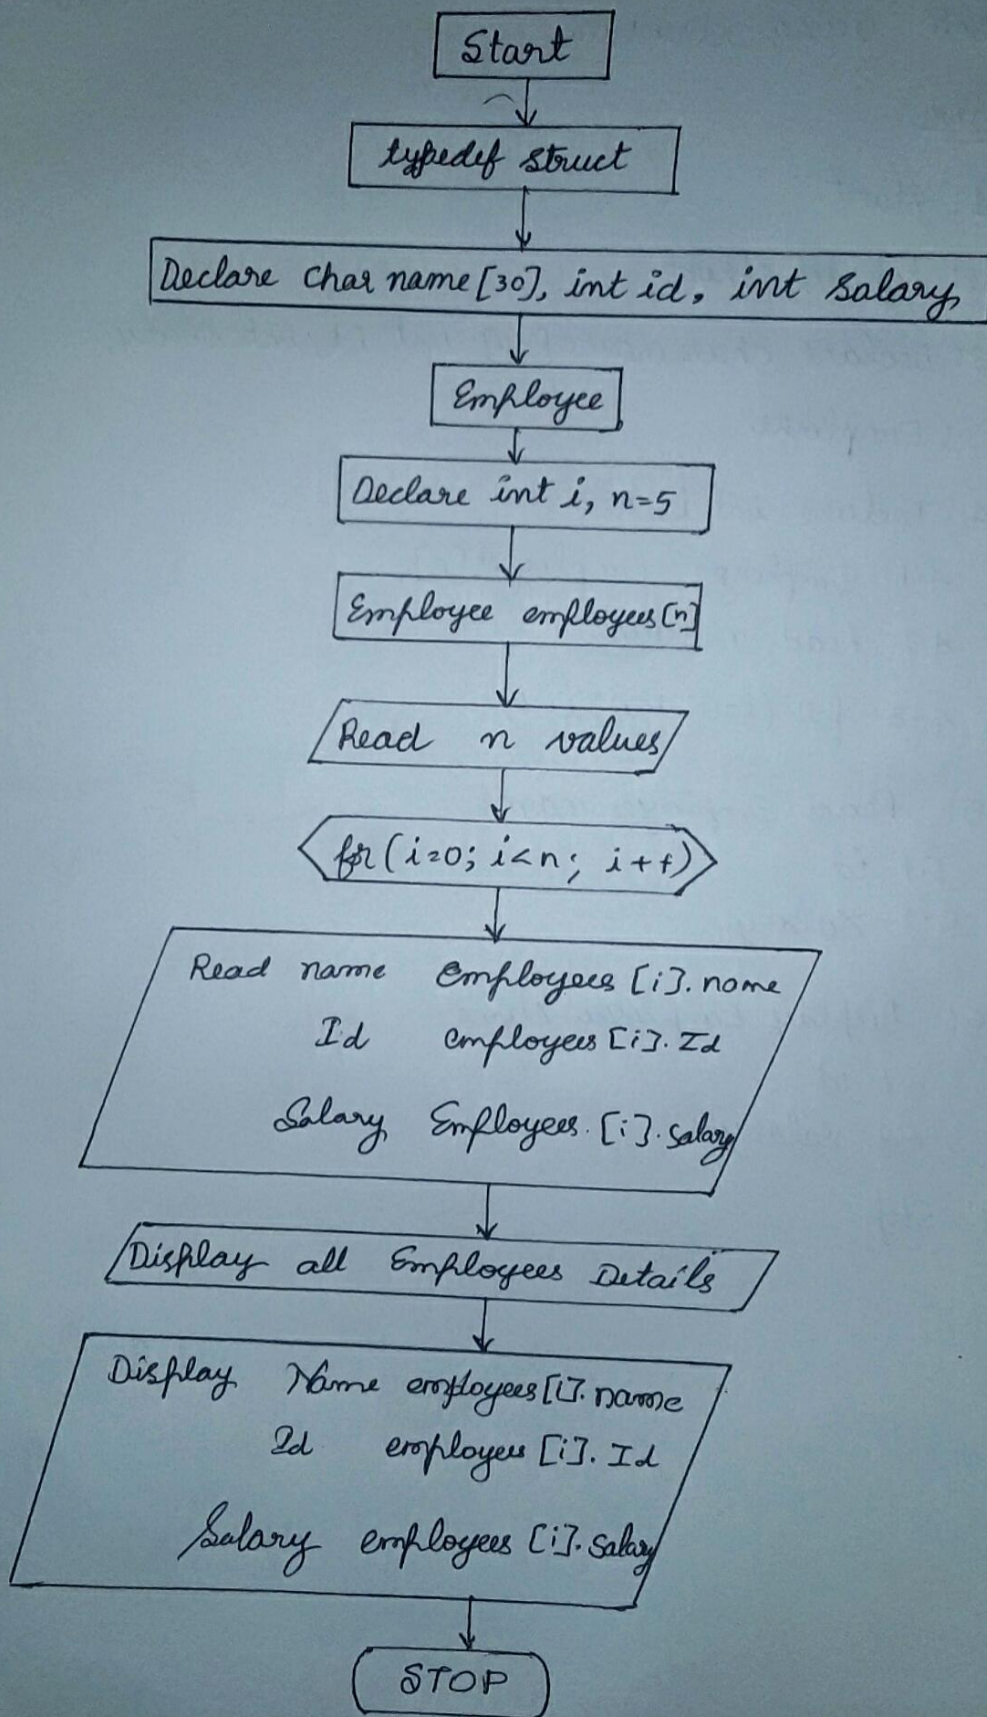 Start
typedef struct
Declare Char name[30], int id, int Salary
Employee
Declare int i, n=5
Employee employees[n]
Read n values
for(i=0; i<n; i++)
Read name employees[i].name
Id employees[i].Id
Salary Employees.[i].salary
Display all Employees Details
Display Name employees[i].name
Id employees[i].Id
Salary employees[i].salary
STOP